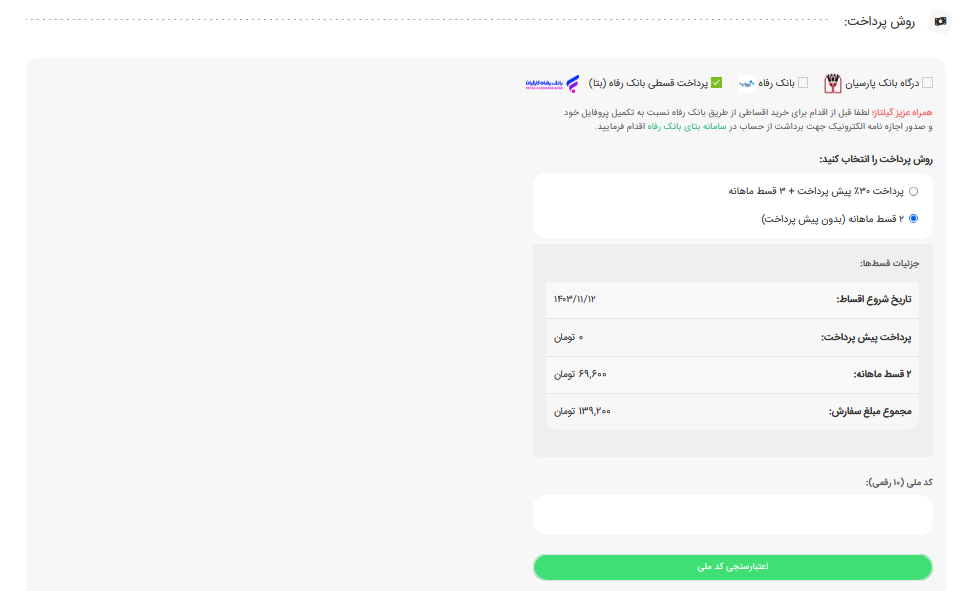 روش پرداخت:
درگاه بانک پارسیان
بانک رفاه
پرداخت قسطی بانک رفاه (بتا)
بانک رفاه کارگران
همراه عزیز گیلتاز؛ لطفا قبل از اقدام برای خرید اقساطی از طریق بانک رفاه نسبت به تکمیل پروفایل خود
و صدور اجازه نامه الکترونیک جهت برداشت از حساب در سامانه بتای بانک رفاه اقدام فرمایید.
روش پرداخت را انتخاب کنید:
پرداخت ۳۰٪ پیش پرداخت + ۳ قسط ماهانه
۲ قسط ماهانه (بدون پیش پرداخت)
جزئیات قسط‌ها:
تاریخ شروع اقساط: ۱۴۰۳/۱۱/۱۲
پرداخت پیش پرداخت: ۰ تومان
۲ قسط ماهانه: ۶۹,۶۰۰ تومان
مجموع مبلغ سفارش: ۱۳۹,۲۰۰ تومان
کد ملی (۱۰ رقمی):
اعتبارسنجی کد ملی